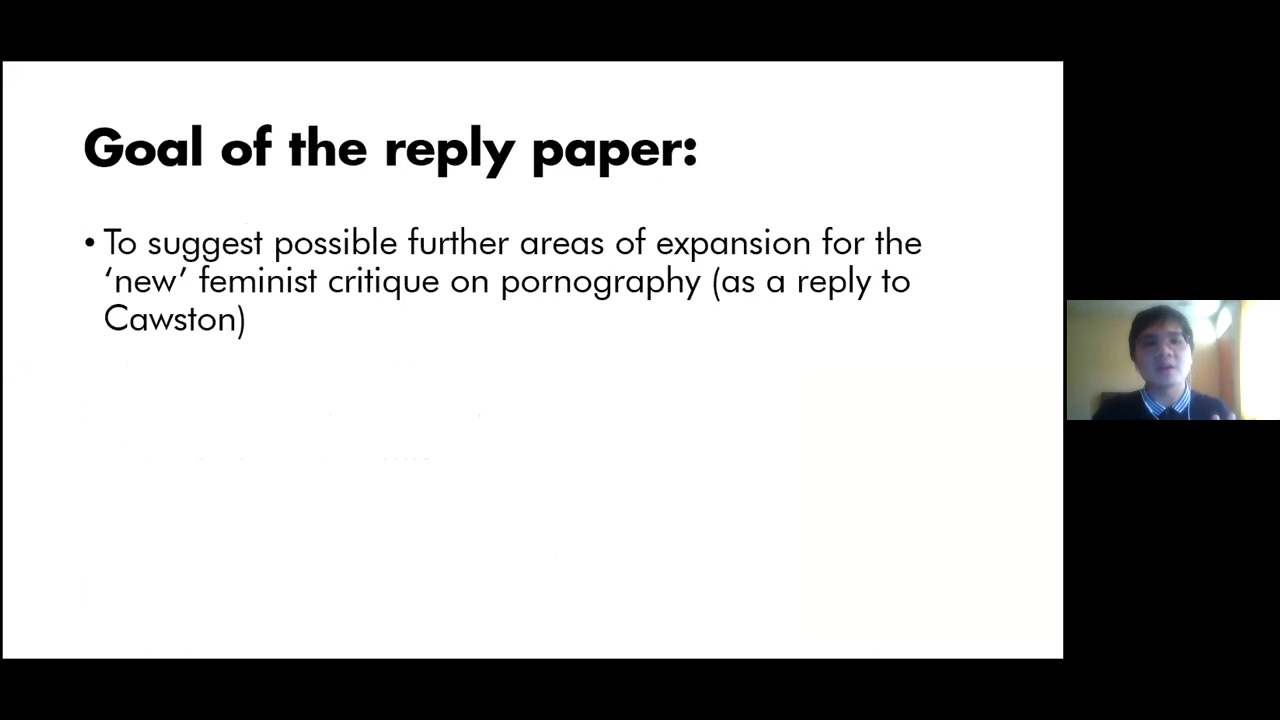 Goal of the reply paper:
• To suggest possible further areas of expansion for the
‘new’ feminist critique on pornography (as a reply to
Cawston)